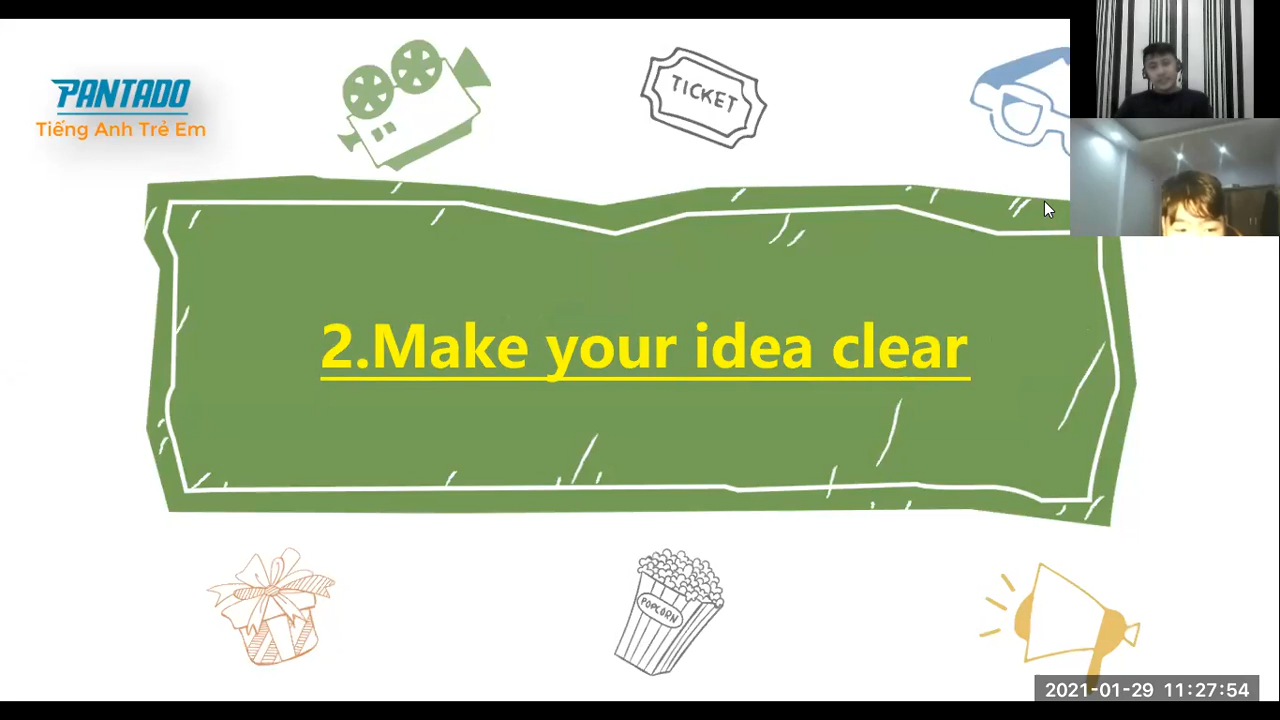 PANTADO
Tiếng Anh Trẻ Em
TICKET
2.Make your idea clear
POPCORN
2021-01-29 11:27:54